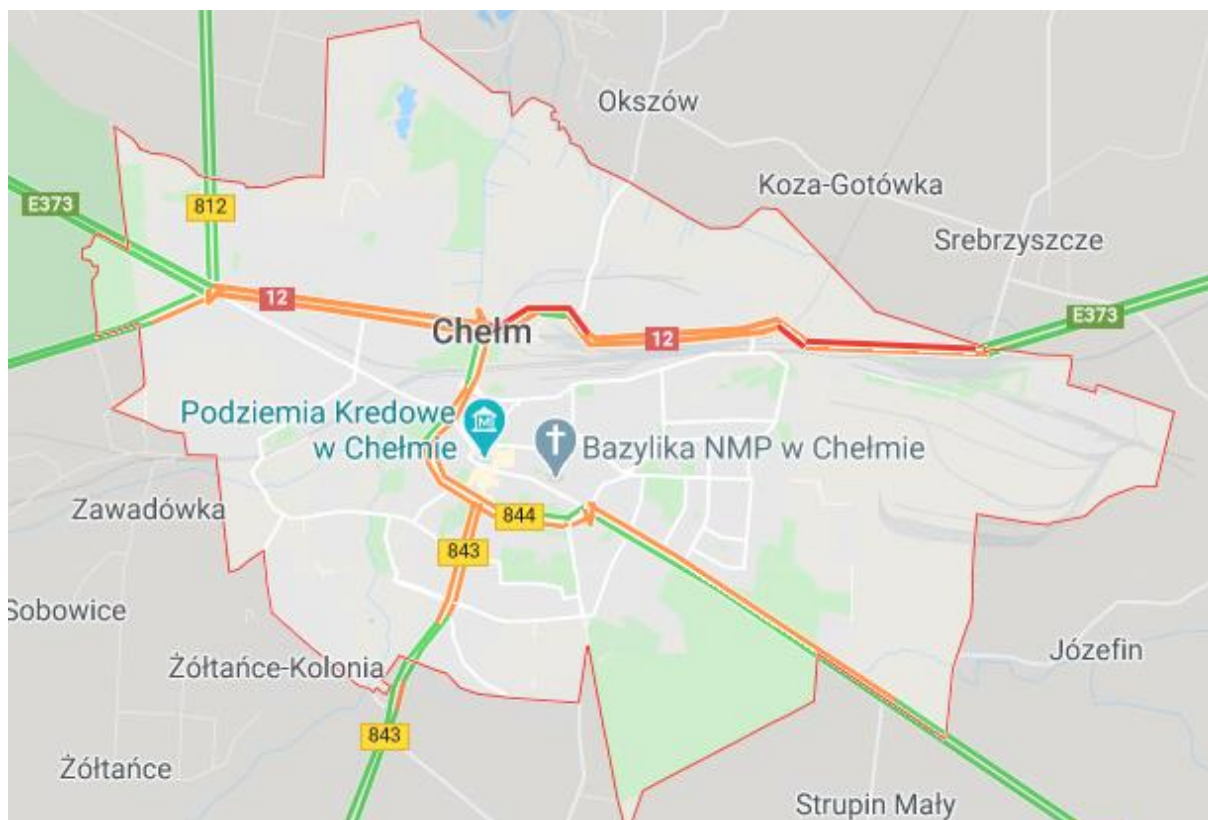 Okszów
Koza-Gotówka
E373
812
Srebrzyszcze
12
E373
Chełm
12
Podziemia Kredowe
w Chełmie
Bazylika NMP w Chełmie
Zawadówka
844
843
Sobowice
Józefin
Żółtańce-Kolonia
843
Żółtańce
Strupin Mały